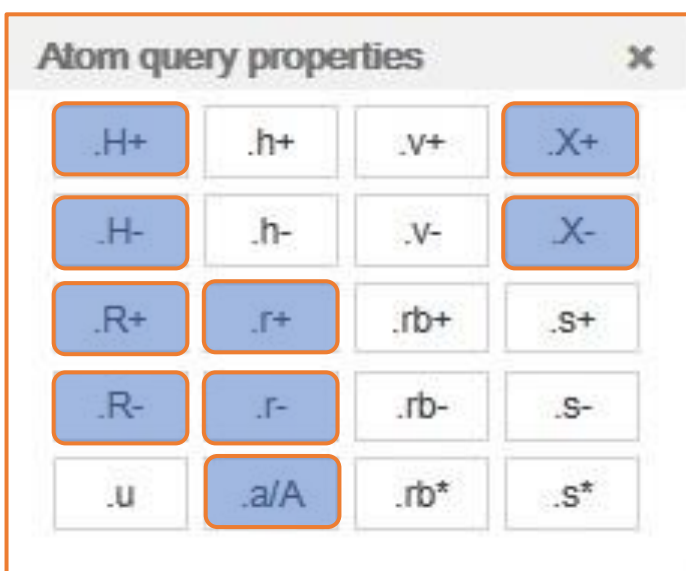 Atom query properties ×
.H+ .h+ .v+ .X+
.H- .h- .v- .X-
.R+ .r+ .rb+ .s+
.R- .r- .rb- .s-
.u .a/A .rb* .s*